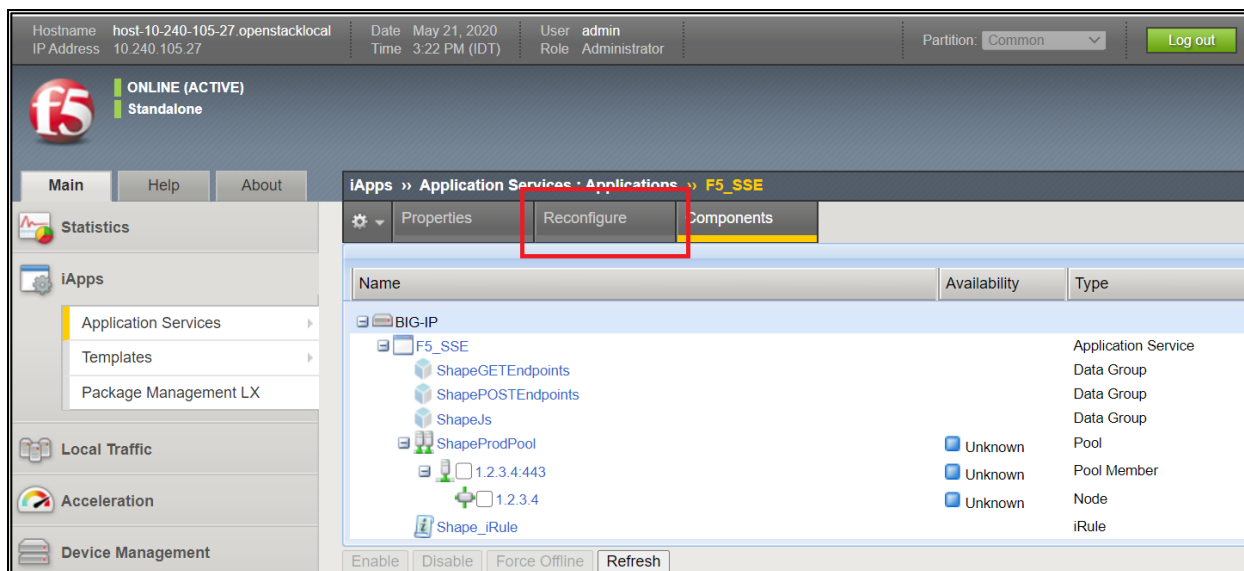 Hostname host-10-240-105-27.openstacklocal Date May 21, 2020 User admin
IP Address 10.240.105.27 Time 3:22 PM (IDT) Role Administrator
Partition: Common Log out
f5
ONLINE (ACTIVE)
Standalone
Main Help About
iApps ›› Application Services : Applications ›› F5_SSE
Properties Reconfigure Components
Statistics
iApps
Application Services
Templates
Package Management LX
Local Traffic
Acceleration
Device Management
Name Availability Type
BIG-IP
F5_SSE Application Service
ShapeGETEndpoints Data Group
ShapePOSTEndpoints Data Group
ShapeJs Data Group
ShapeProdPool Unknown Pool
1.2.3.4:443 Unknown Pool Member
1.2.3.4 Unknown Node
Shape_iRule iRule
Enable Disable Force Offline Refresh